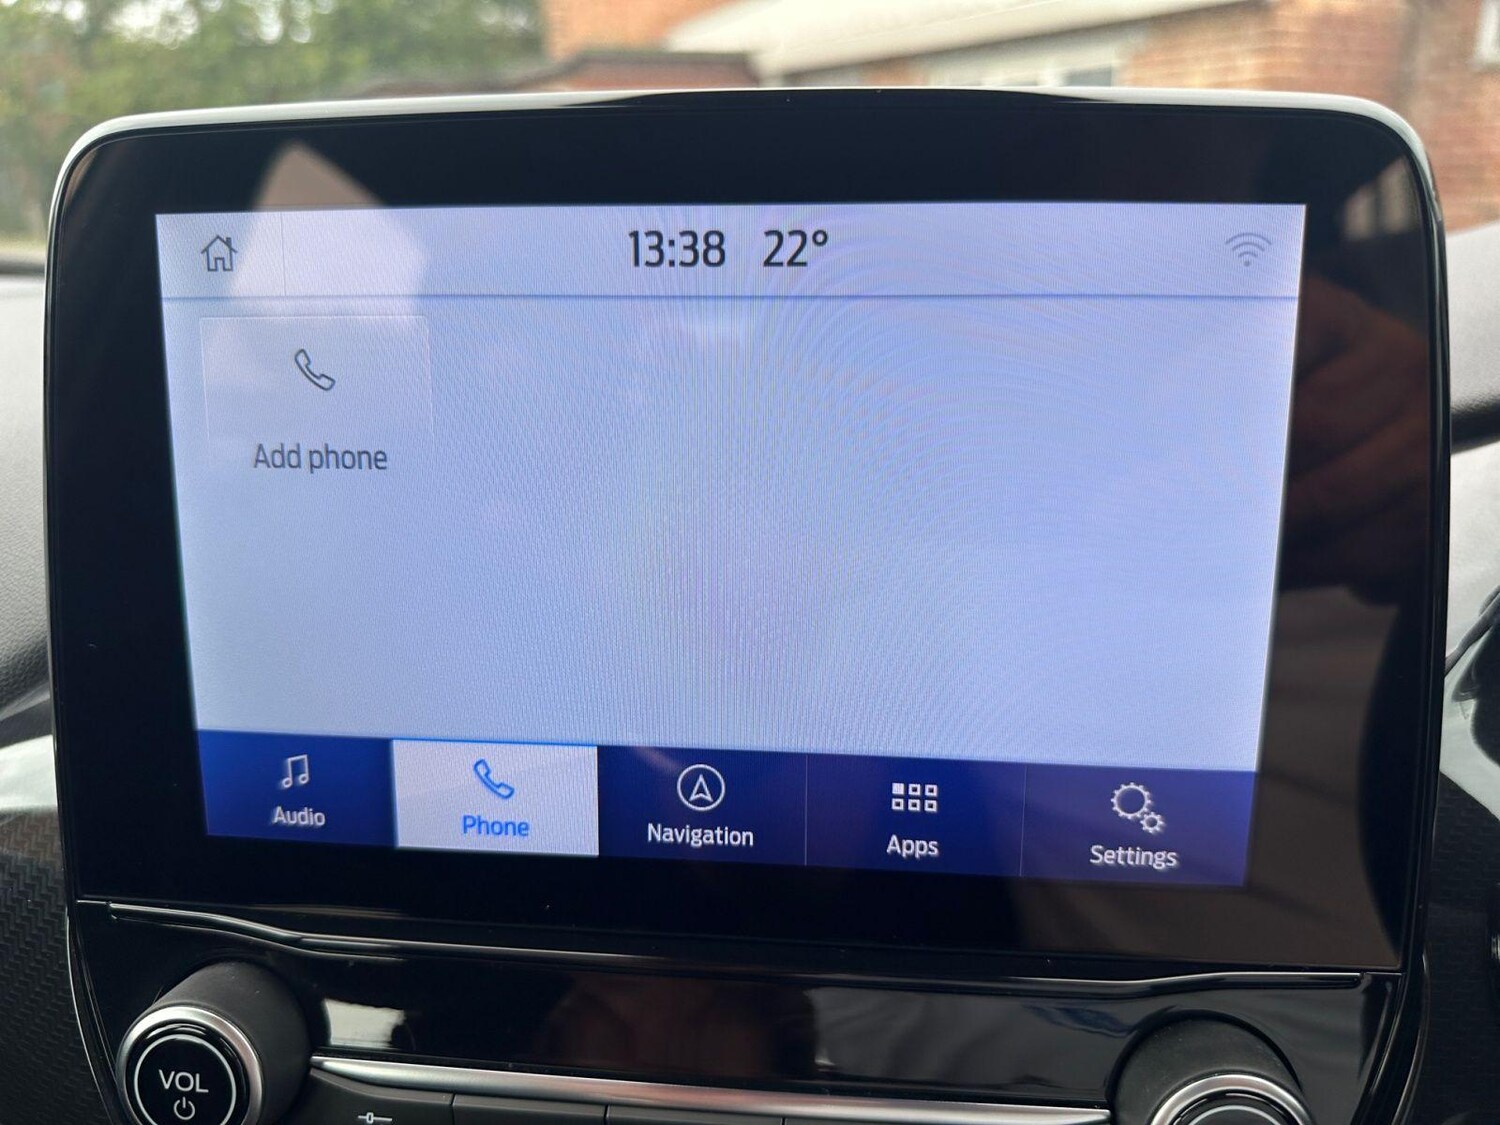 13:38 22°
Add phone
Audio
Phone
Navigation
Apps
Settings
VOL